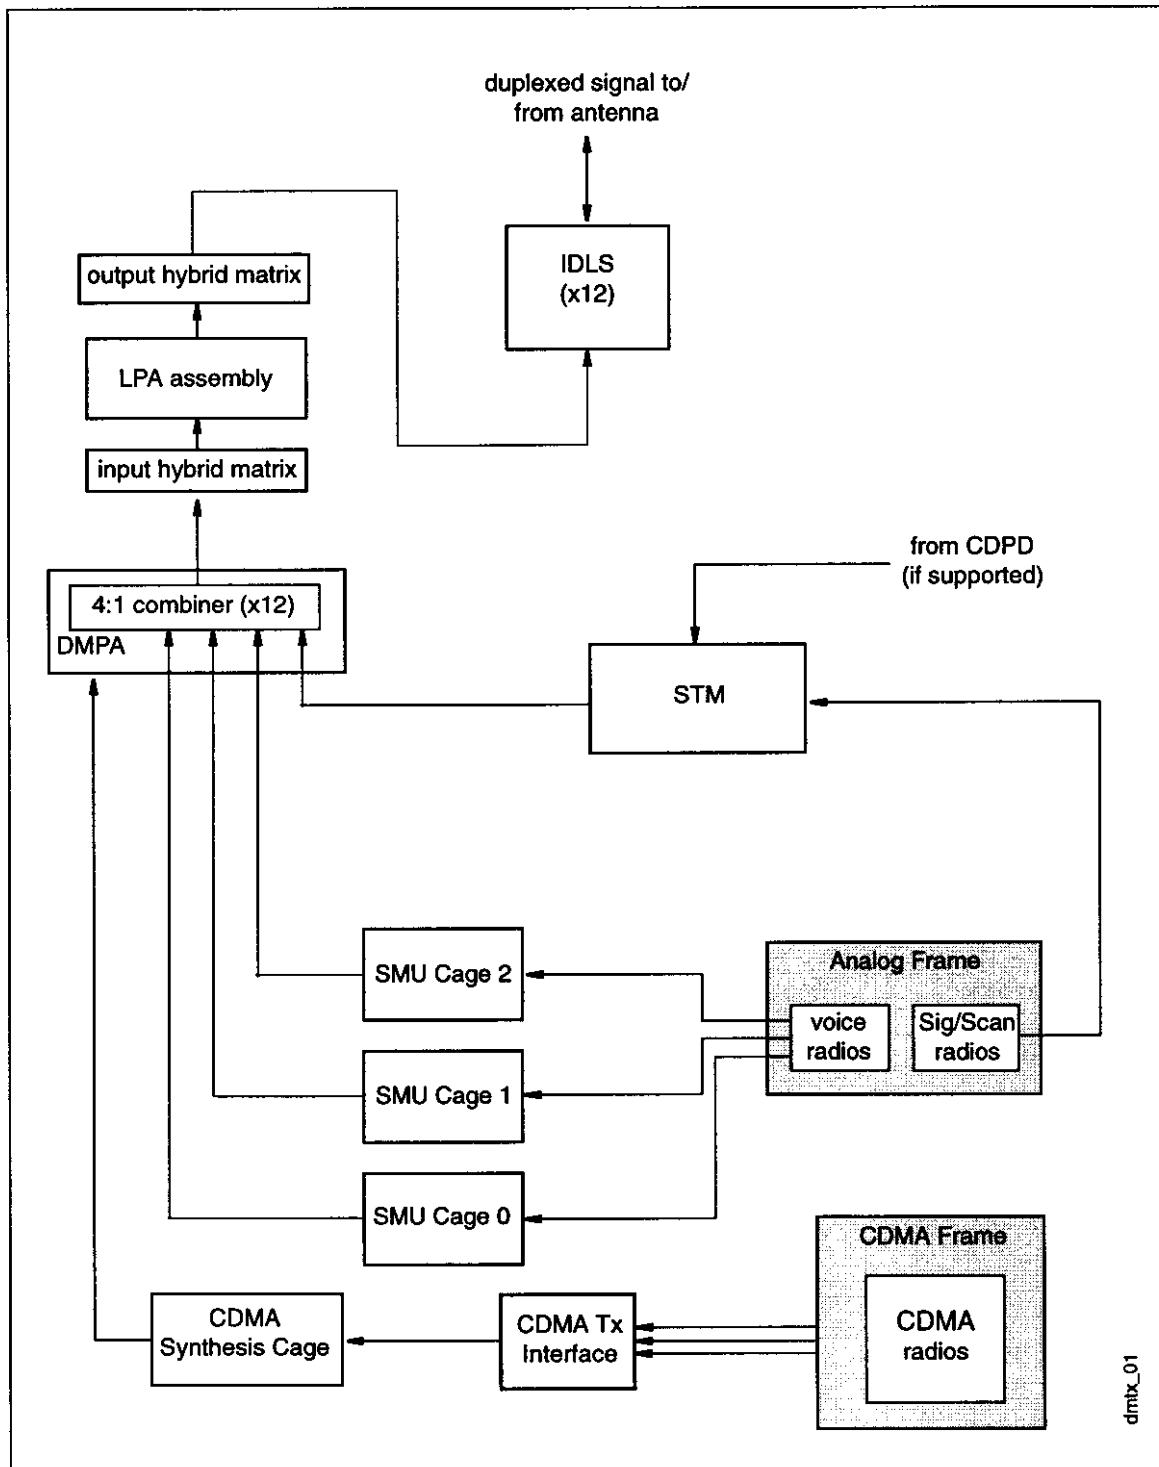 duplexed signal to/
from antenna
output hybrid matrix
IDLS
(x12)
LPA assembly
input hybrid matrix
from CDPD
(if supported)
4:1 combiner (x12)
DMPA
STM
Analog Frame
SMU Cage 2
voice
radios
Sig/Scan
radios
SMU Cage 1
SMU Cage 0
CDMA Frame
CDMA
Synthesis Cage
CDMA Tx
Interface
CDMA
radios
dmtx_01